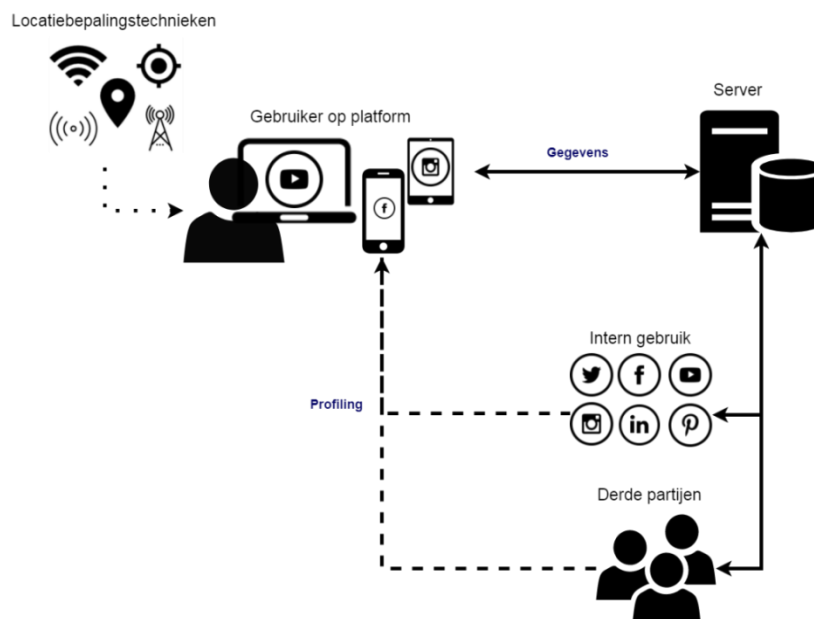 Locatiebepalingstechnieken
Gebruiker op platform
Server
Gegevens
Intern gebruik
Profiling
Derde partijen